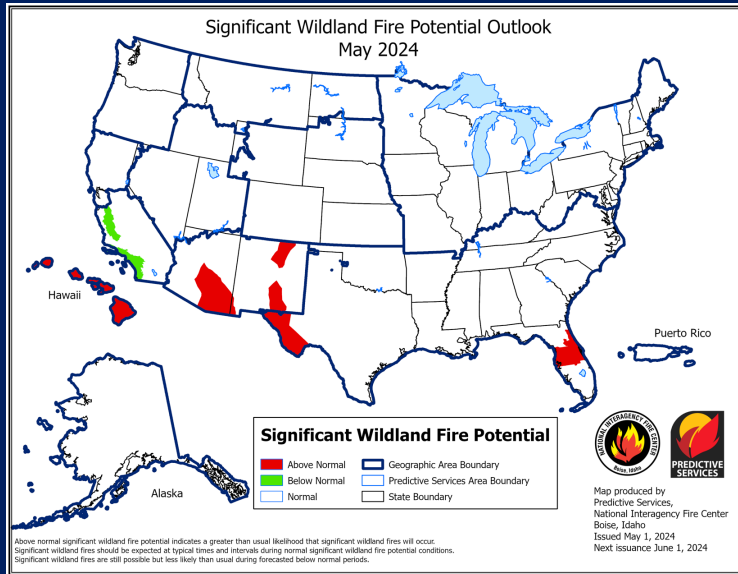 Significant Wildland Fire Potential Outlook
May 2024
Hawaii
Puerto Rico
Alaska
Significant Wildland Fire Potential
Above Normal
Below Normal
Normal
Geographic Area Boundary
Predictive Services Area Boundary
State Boundary
NATIONAL INTERAGENCY FIRE CENTER
Boise, Idaho
PREDICTIVE
SERVICES
Map produced by
Predictive Services,
National Interagency Fire Center
Boise, Idaho
Issued May 1, 2024
Next issuance June 1, 2024
Above normal significant wildland fire potential indicates a greater than usual likelihood that significant wildland fires will occur.
Significant wildland fires should be expected at typical times and intervals during normal significant wildland fire potential conditions.
Significant wildland fires are still possible but less likely than usual during forecasted below normal periods.